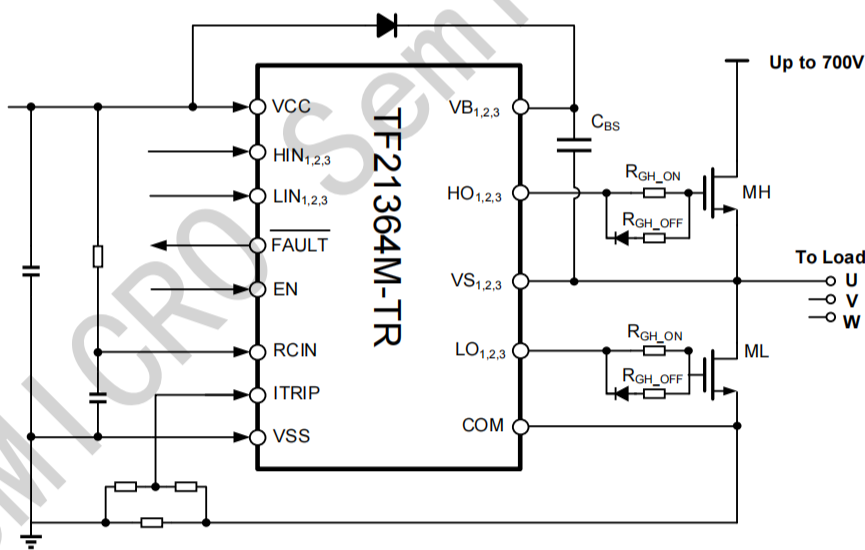 MICRO Semi
Up to 700V
VCC
HIN1,2,3
LIN1,2,3
FAULT
EN
RCIN
ITRIP
VSS
TF21364M-TR
VB1,2,3
HO1,2,3
VS1,2,3
LO1,2,3
COM
CBS
RGH_ON
RGH_OFF
MH
To Load
U
V
W
RGH_ON
RGH_OFF
ML